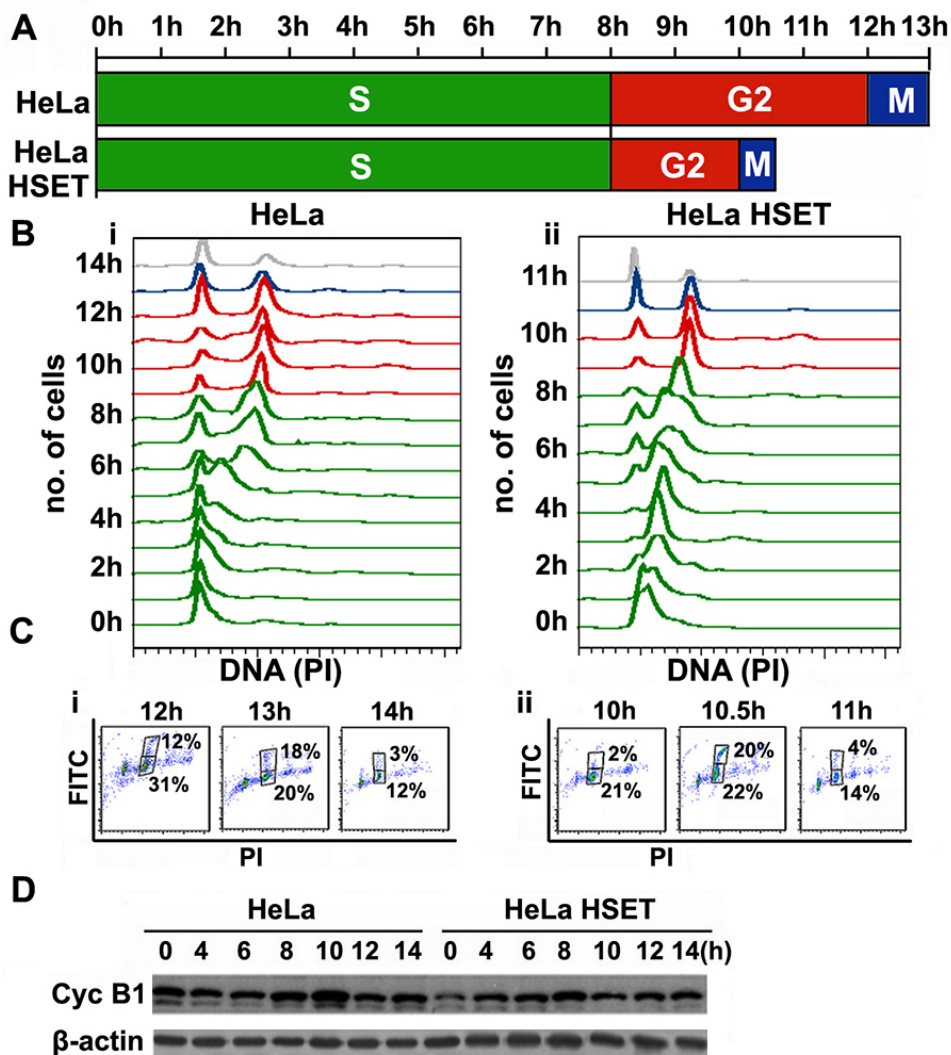 A
0h 1h 2h 3h 4h 5h 6h 7h 8h 9h 10h 11h 12h 13h
HeLa S G2 M
HeLa HSET S G2 M
B
HeLa HeLa HSET
i ii
14h
12h
10h
8h
6h
4h
2h
0h
no. of cells
DNA (PI)
11h
10h
8h
6h
4h
2h
0h
no. of cells
DNA (PI)
C
i
12h 13h 14h
12% 18% 3%
31% 20% 12%
FITC
PI
ii
10h 10.5h 11h
2% 20% 4%
21% 22% 14%
FITC
PI
D
HeLa HeLa HSET
0 4 6 8 10 12 14 0 4 6 8 10 12 14(h)
Cyc B1
β-actin